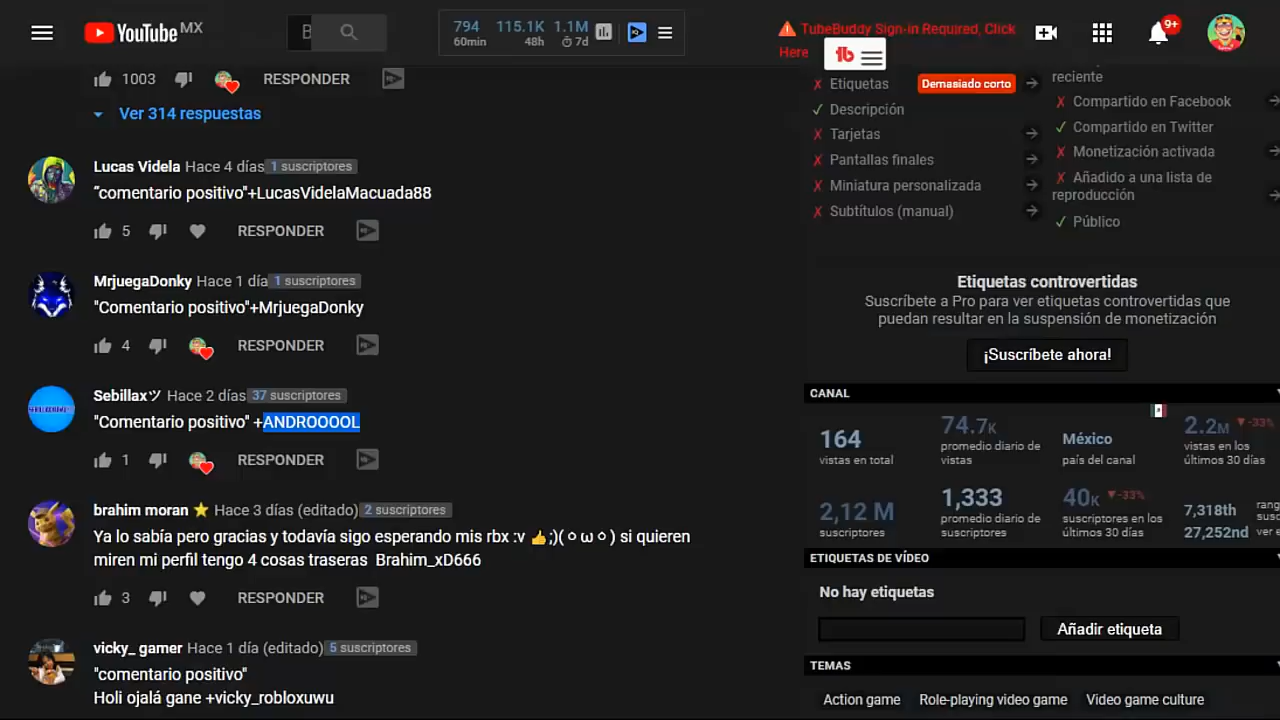 YouTube MX
B
794 115.1K 1.1M
60min 48h 7d
TubeBuddy Sign-in Required, Click
Here
tb
9+
1003 RESPONDER
Ver 314 respuestas
Lucas Videla Hace 4 días 1 suscriptores
"comentario positivo"+LucasVidelaMacuada88
5 RESPONDER
MrjuegaDonky Hace 1 día 1 suscriptores
"Comentario positivo"+MrjuegaDonky
4 RESPONDER
Sebillaxツ Hace 2 días 37 suscriptores
"Comentario positivo" +ANDROOOOL
1 RESPONDER
brahim moran ⭐ Hace 3 días (editado) 2 suscriptores
Ya lo sabía pero gracias y todavía sigo esperando mis rbx :v 👍;)(ㅇωㅇ) si quieren
miren mi perfil tengo 4 cosas traseras Brahim_xD666
3 RESPONDER
vicky_ gamer Hace 1 día (editado) 5 suscriptores
"comentario positivo"
Holi ojalá gane +vicky_robloxuwu
✗ Etiquetas Demasiado corto
✓ Descripción
✗ Tarjetas
✗ Pantallas finales
✗ Miniatura personalizada
✗ Subtítulos (manual)
reciente
✗ Compartido en Facebook
✓ Compartido en Twitter
✗ Monetización activada
✗ Añadido a una lista de
reproducción
✓ Público
Etiquetas controvertidas
Suscríbete a Pro para ver etiquetas controvertidas que
puedan resultar en la suspensión de monetización
¡Suscríbete ahora!
CANAL
164
vistas en total
74.7K
promedio diario de
vistas
México
país del canal
2.2M ▼-33%
vistas en los
últimos 30 días
2,12 M
suscriptores
1,333
promedio diario de
suscriptores
40K ▼-33%
suscriptores en los
últimos 30 días
7,318th
27,252nd
rang
susc
ver e
ETIQUETAS DE VÍDEO
No hay etiquetas
Añadir etiqueta
TEMAS
Action game Role-playing video game Video game culture